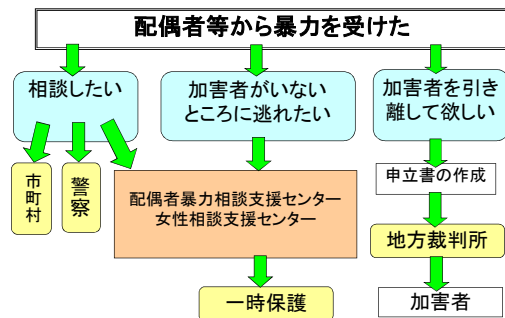 配偶者等から暴力を受けた
相談したい
加害者がいない
ところに逃れたい
加害者を引き
離して欲しい
市町村
警察
配偶者暴力相談支援センター
女性相談支援センター
申立書の作成
地方裁判所
一時保護
加害者